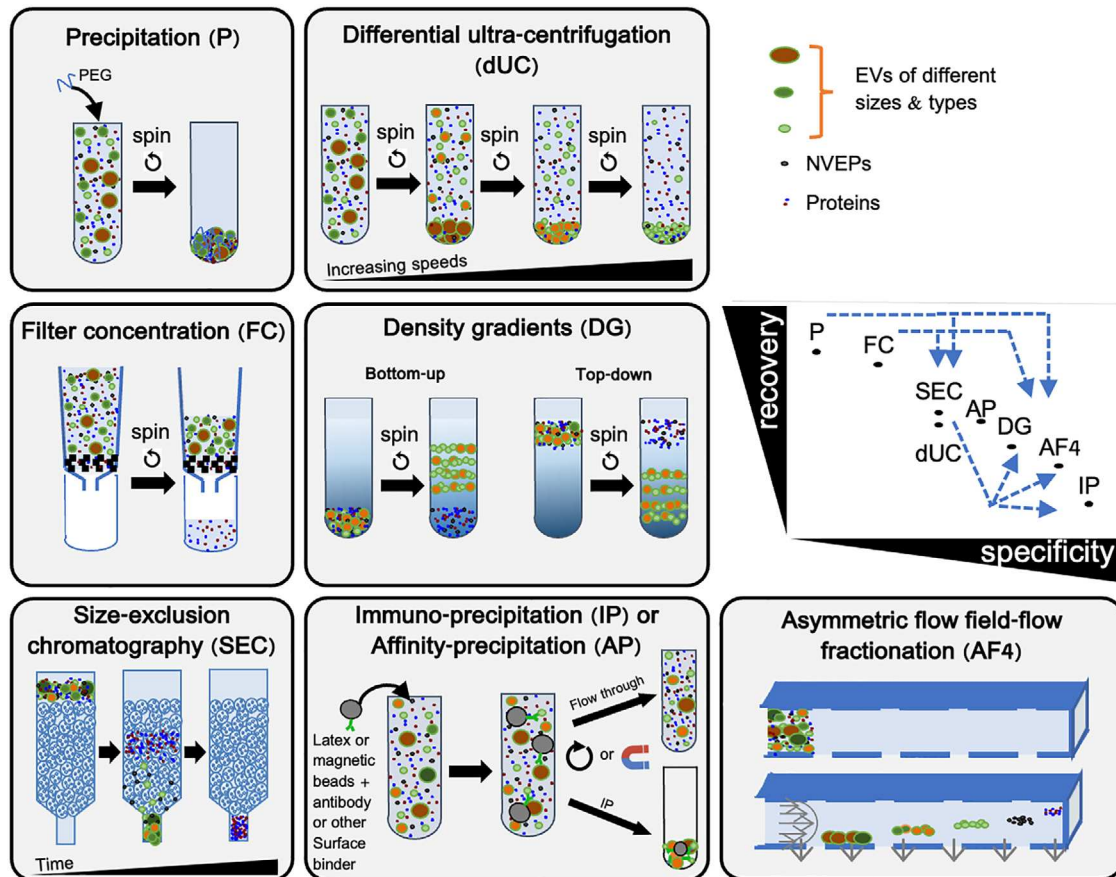 Precipitation (P)
PEG
spin
Differential ultra-centrifugation
(dUC)
spin
spin
spin
Increasing speeds
EVs of different
sizes & types
NVEPs
Proteins
Filter concentration (FC)
spin
Density gradients (DG)
Bottom-up
Top-down
spin
spin
recovery
P
FC
SEC
AP
DG
dUC
AF4
IP
specificity
Size-exclusion
chromatography (SEC)
Time
Immuno-precipitation (IP) or
Affinity-precipitation (AP)
Latex or
magnetic
beads +
antibody
or other
Surface
binder
Flow through
or
IP
Asymmetric flow field-flow
fractionation (AF4)